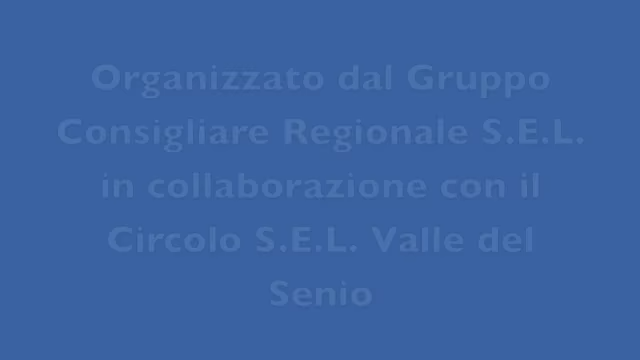 Organizzato dal Gruppo
Consigliare Regionale S.E.L.
in collaborazione con il
Circolo S.E.L. Valle del
Senio